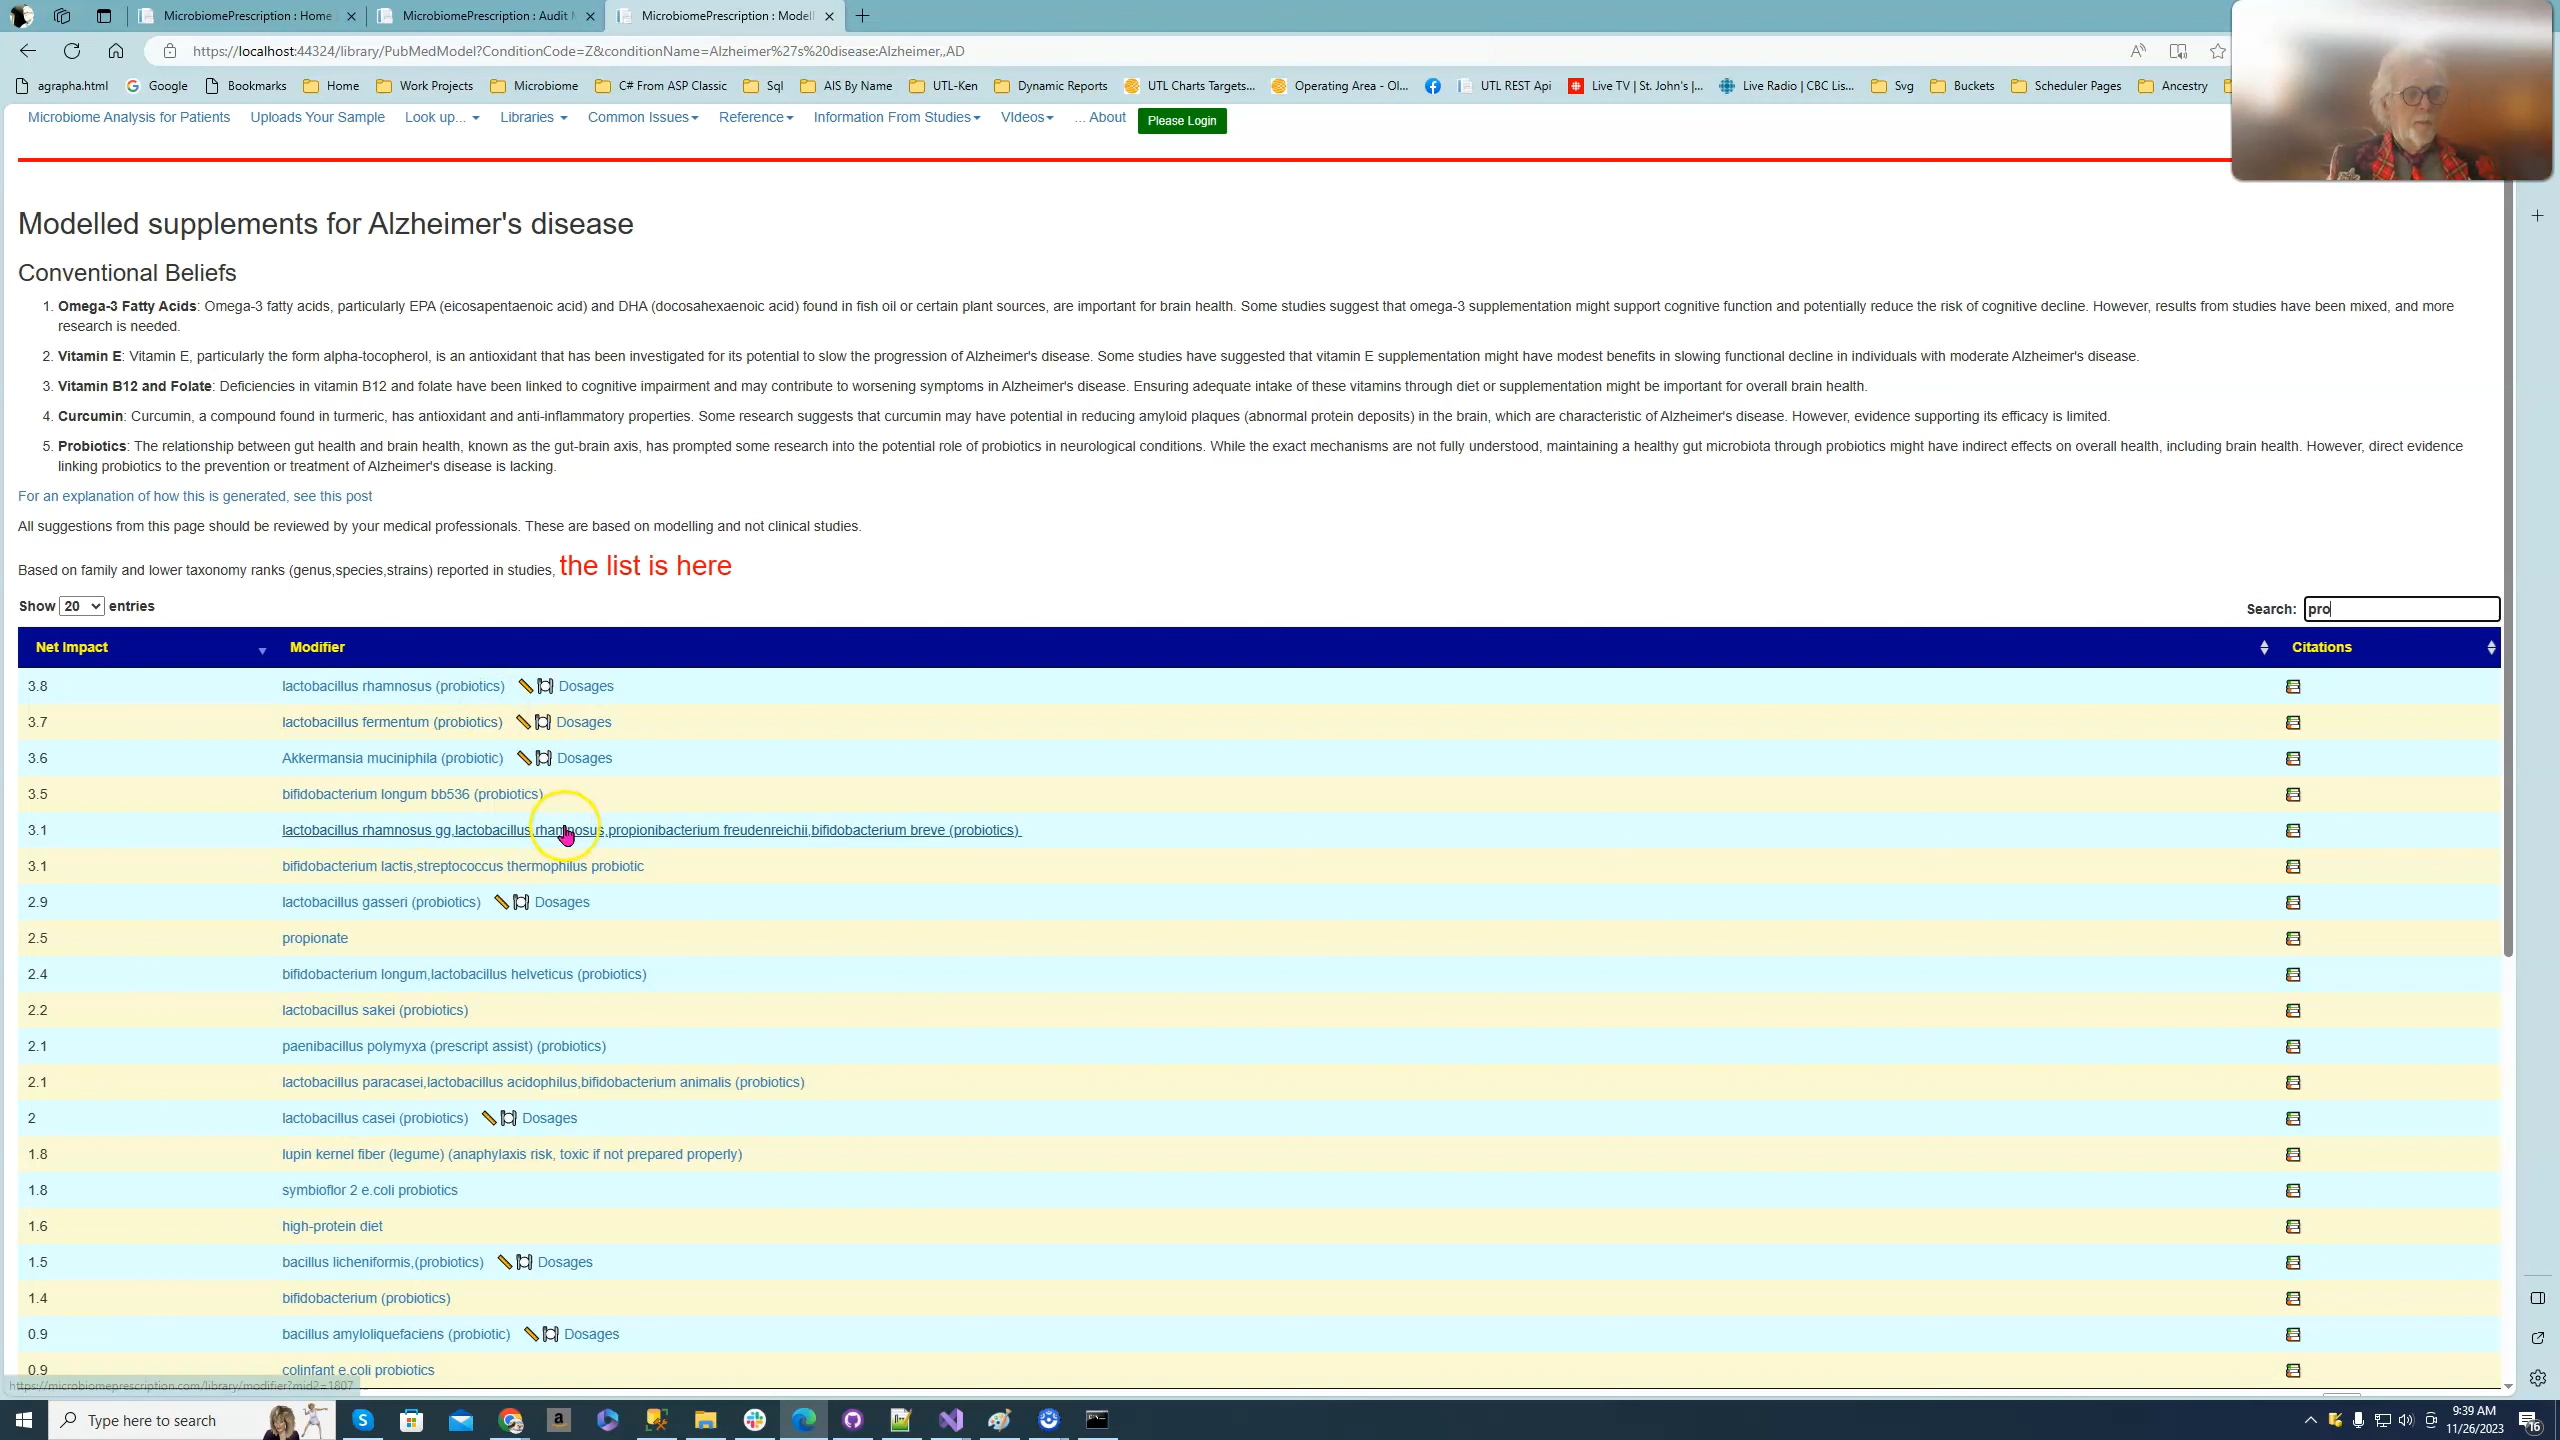 MicrobiomePrescription : Home
MicrobiomePrescription : Audit
MicrobiomePrescription : Modell
https://localhost:44324/library/PubMedModel?ConditionCode=Z&conditionName=Alzheimer%27s%20disease:Alzheimer,,AD
agrapha.html Google Bookmarks Home Work Projects Microbiome C# From ASP Classic Sql AIS By Name UTL-Ken Dynamic Reports UTL Charts Targets... Operating Area - Ol... UTL REST Api Live TV | St. John's |... Live Radio | CBC Lis... Svg Buckets Scheduler Pages Ancestry
Microbiome Analysis for Patients Uploads Your Sample Look up... Libraries Common Issues Reference Information From Studies VIdeos ... About Please Login
Modelled supplements for Alzheimer's disease
Conventional Beliefs
1. Omega-3 Fatty Acids: Omega-3 fatty acids, particularly EPA (eicosapentaenoic acid) and DHA (docosahexaenoic acid) found in fish oil or certain plant sources, are important for brain health. Some studies suggest that omega-3 supplementation might support cognitive function and potentially reduce the risk of cognitive decline. However, results from studies have been mixed, and more
research is needed.
2. Vitamin E: Vitamin E, particularly the form alpha-tocopherol, is an antioxidant that has been investigated for its potential to slow the progression of Alzheimer's disease. Some studies have suggested that vitamin E supplementation might have modest benefits in slowing functional decline in individuals with moderate Alzheimer's disease.
3. Vitamin B12 and Folate: Deficiencies in vitamin B12 and folate have been linked to cognitive impairment and may contribute to worsening symptoms in Alzheimer's disease. Ensuring adequate intake of these vitamins through diet or supplementation might be important for overall brain health.
4. Curcumin: Curcumin, a compound found in turmeric, has antioxidant and anti-inflammatory properties. Some research suggests that curcumin may have potential in reducing amyloid plaques (abnormal protein deposits) in the brain, which are characteristic of Alzheimer's disease. However, evidence supporting its efficacy is limited.
5. Probiotics: The relationship between gut health and brain health, known as the gut-brain axis, has prompted some research into the potential role of probiotics in neurological conditions. While the exact mechanisms are not fully understood, maintaining a healthy gut microbiota through probiotics might have indirect effects on overall health, including brain health. However, direct evidence
linking probiotics to the prevention or treatment of Alzheimer's disease is lacking.
For an explanation of how this is generated, see this post
All suggestions from this page should be reviewed by your medical professionals. These are based on modelling and not clinical studies.
Based on family and lower taxonomy ranks (genus,species,strains) reported in studies, the list is here
Show 20 entries Search: pro
Net Impact Modifier Citations
3.8 lactobacillus rhamnosus (probiotics) Dosages
3.7 lactobacillus fermentum (probiotics) Dosages
3.6 Akkermansia muciniphila (probiotic) Dosages
3.5 bifidobacterium longum bb536 (probiotics)
3.1 lactobacillus rhamnosus gg,lactobacillus rhamnosus,propionibacterium freudenreichii,bifidobacterium breve (probiotics)
3.1 bifidobacterium lactis,streptococcus thermophilus probiotic
2.9 lactobacillus gasseri (probiotics) Dosages
2.5 propionate
2.4 bifidobacterium longum,lactobacillus helveticus (probiotics)
2.2 lactobacillus sakei (probiotics)
2.1 paenibacillus polymyxa (prescript assist) (probiotics)
2.1 lactobacillus paracasei,lactobacillus acidophilus,bifidobacterium animalis (probiotics)
2 lactobacillus casei (probiotics) Dosages
1.8 lupin kernel fiber (legume) (anaphylaxis risk, toxic if not prepared properly)
1.8 symbioflor 2 e.coli probiotics
1.6 high-protein diet
1.5 bacillus licheniformis,(probiotics) Dosages
1.4 bifidobacterium (probiotics)
0.9 bacillus amyloliquefaciens (probiotic) Dosages
0.9 colinfant e.coli probiotics
https://microbiomeprescription.com/library/modifier?mid2=1807
Type here to search
9:39 AM
11/26/2023
16